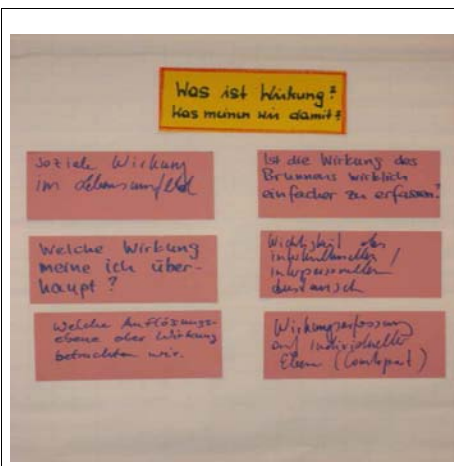 Was ist Wirkung?
Was meinen wir damit?
soziale Wirkung
im Lebensumfeld
Ist die Wirkung des
Brunnens wirklich
einfacher zu erfassen?
Welche Wirkung
meine ich über-
haupt?
Wichtigkeit des
interkulturellen /
interpersonellen
Austausch
Welche Auflösungs-
ebene der Wirkung
betrachten wir.
Wirkungserfassung
auf individueller
Ebene (Counterpart)